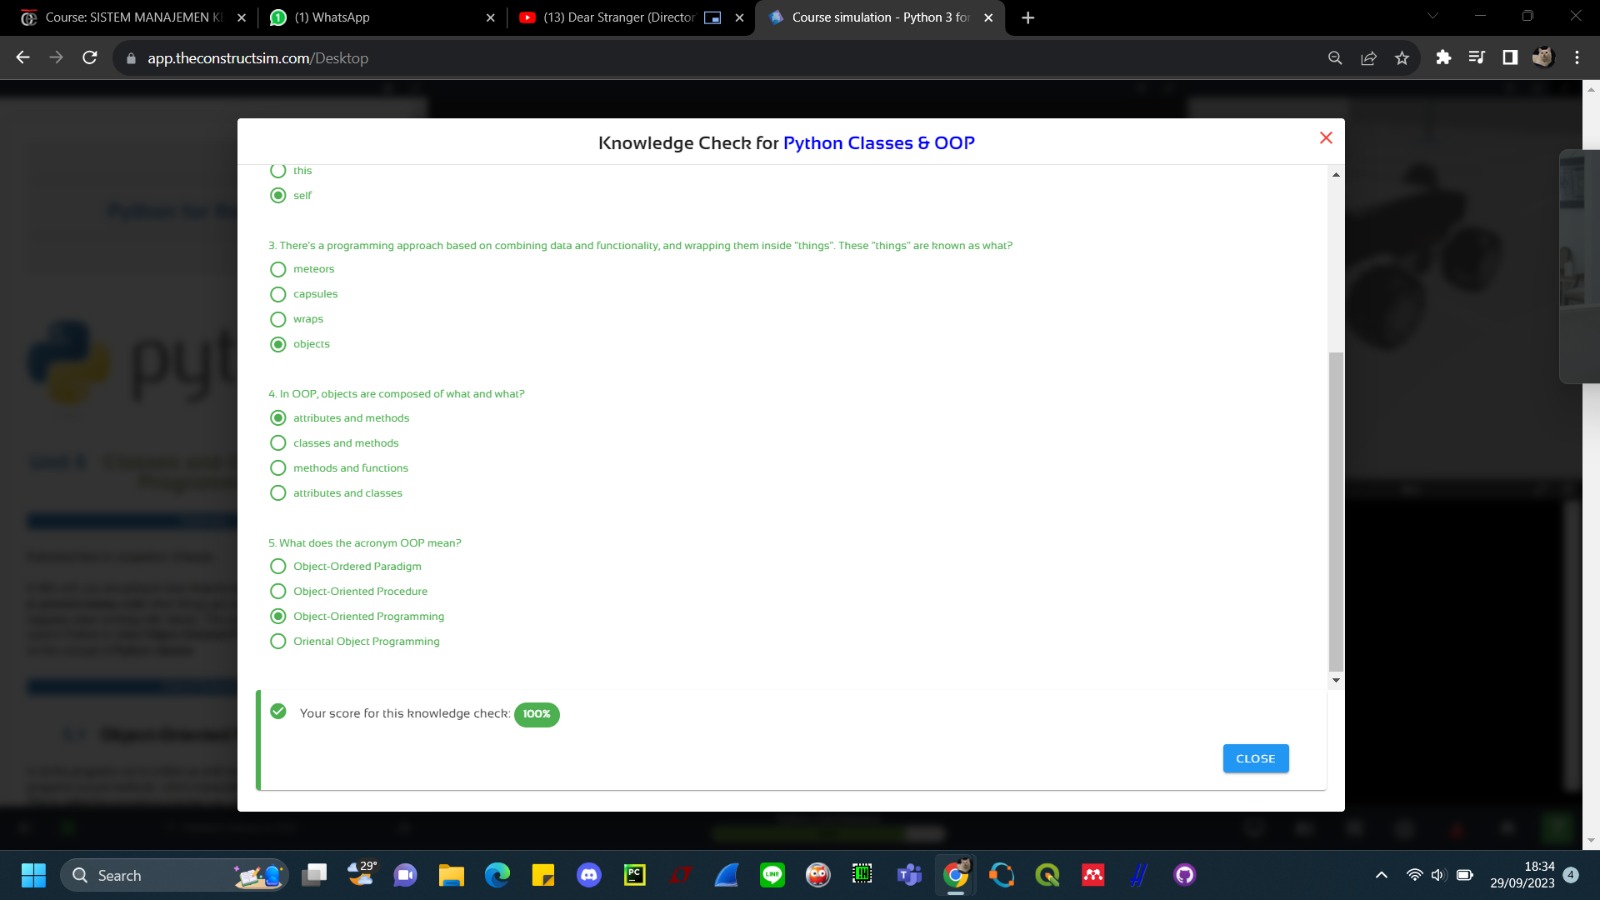 Course: SISTEM MANAJEMEN K
(1) WhatsApp
(13) Dear Stranger (Director
Course simulation - Python 3 for
app.theconstructsim.com/Desktop
Knowledge Check for Python Classes & OOP
this
self
3. There's a programming approach based on combining data and functionality, and wrapping them inside "things". These "things" are known as what?
meteors
capsules
wraps
objects
4. In OOP, objects are composed of what and what?
attributes and methods
classes and methods
methods and functions
attributes and classes
5. What does the acronym OOP mean?
Object-Ordered Paradigm
Object-Oriented Procedure
Object-Oriented Programming
Oriental Object Programming
Your score for this knowledge check: 100%
CLOSE
pyt
Search
29°
PC
LINE
18:34
29/09/2023
4